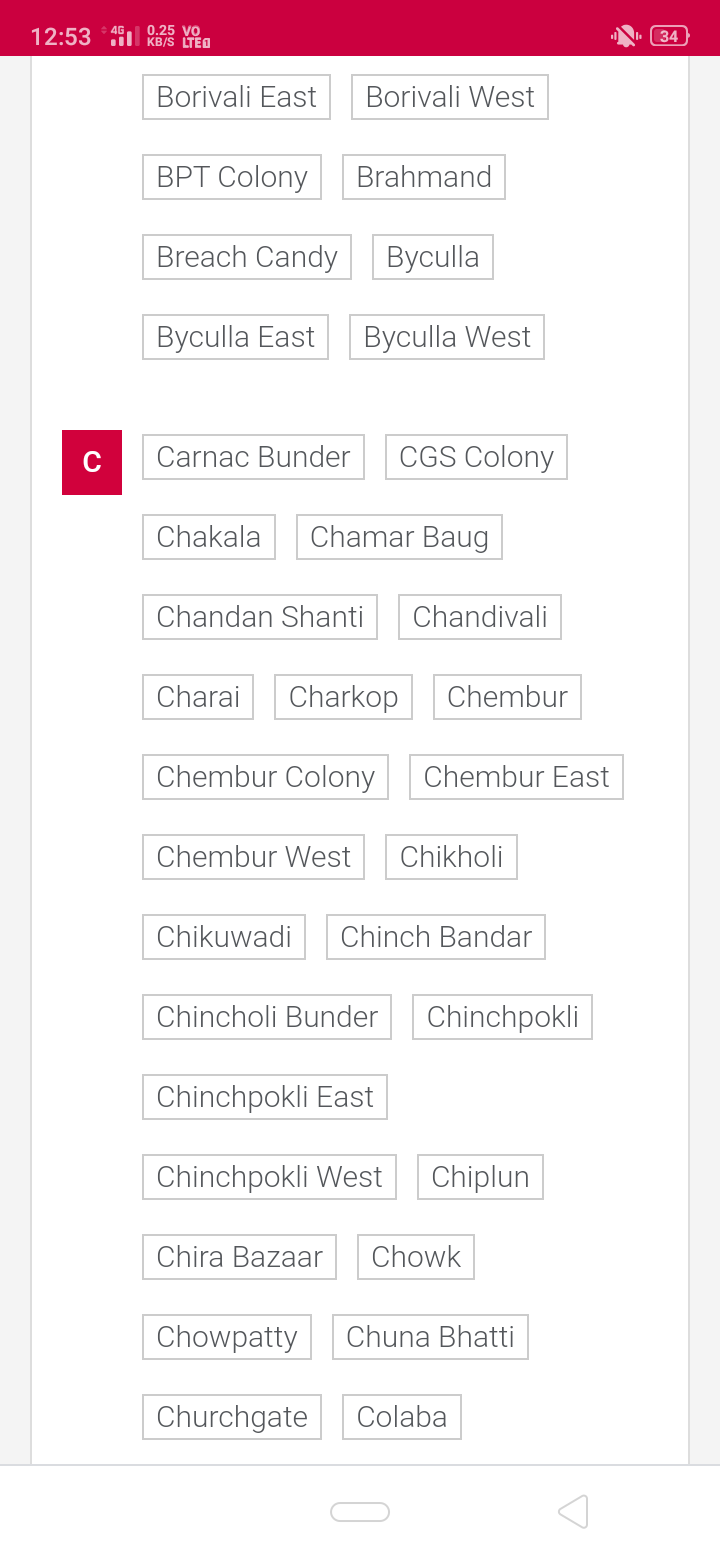 12:53 4G 0.25 KB/S VO LTE 34
Borivali East Borivali West
BPT Colony Brahmand
Breach Candy Byculla
Byculla East Byculla West
C Carnac Bunder CGS Colony
Chakala Chamar Baug
Chandan Shanti Chandivali
Charai Charkop Chembur
Chembur Colony Chembur East
Chembur West Chikholi
Chikuwadi Chinch Bandar
Chincholi Bunder Chinchpokli
Chinchpokli East
Chinchpokli West Chiplun
Chira Bazaar Chowk
Chowpatty Chuna Bhatti
Churchgate Colaba